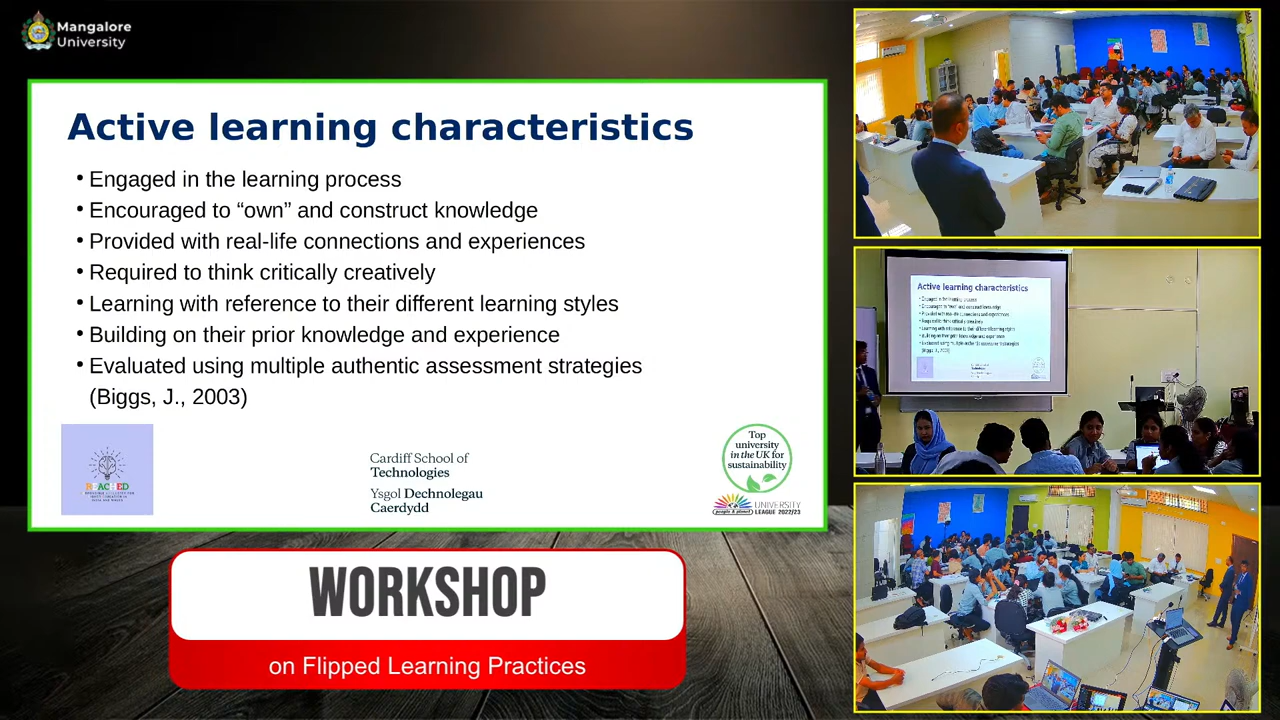 Mangalore
University
Active learning characteristics
• Engaged in the learning process
• Encouraged to “own” and construct knowledge
• Provided with real-life connections and experiences
• Required to think critically creatively
• Learning with reference to their different learning styles
• Building on their prior knowledge and experience
• Evaluated using multiple authentic assessment strategies
(Biggs, J., 2003)
REACHED
Cardiff School of
Technologies
Ysgol Dechnolegau
Caerdydd
Top
university
in the UK for
sustainability
people & planet
UNIVERSITY
LEAGUE 2022/23
WORKSHOP
on Flipped Learning Practices
Active learning characteristics